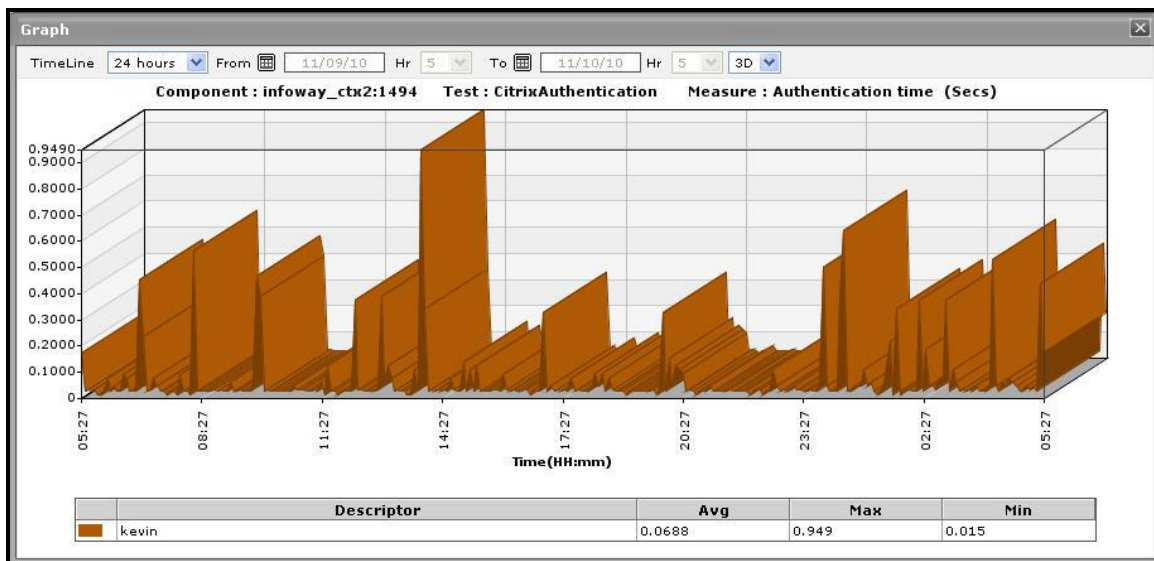 Graph
TimeLine 24 hours From 11/09/10 Hr 5 To 11/10/10 Hr 5 3D
Component : infoway_ctx2:1494 Test : CitrixAuthentication Measure : Authentication time (Secs)
0.9490
0.9000
0.8000
0.7000
0.6000
0.5000
0.4000
0.3000
0.2000
0.1000
0
05:27 08:27 11:27 14:27 17:27 20:27 23:27 02:27 05:27
Time(HH:mm)
Descriptor Avg Max Min
kevin 0.0688 0.949 0.015